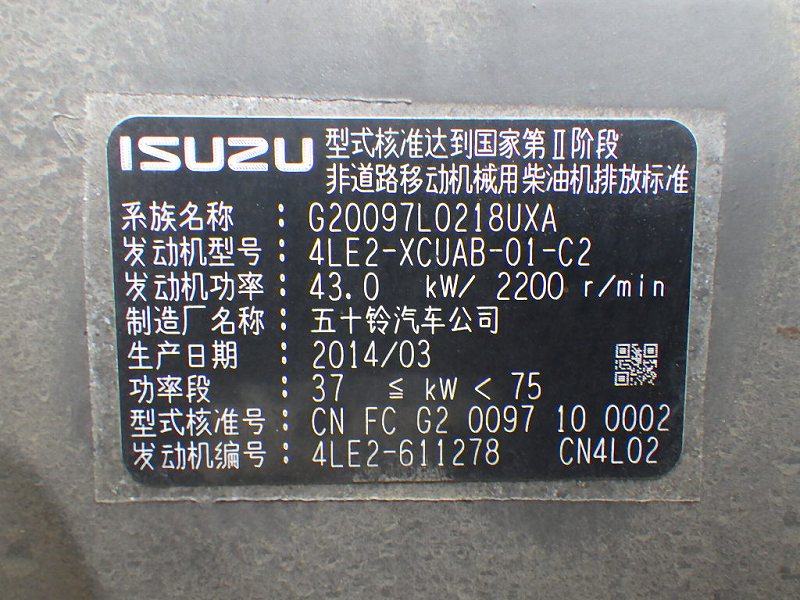 ISUZU 型式核准达到国家第Ⅱ阶段
非道路移动机械用柴油机排放标准
系族名称 : G20097L0218UXA
发动机型号 : 4LE2-XCUAB-01-C2
发动机功率 : 43.0 kW/ 2200 r/min
制造厂名称 : 五十铃汽车公司
生产日期 : 2014/03
功率段 : 37 ≦ kW < 75
型式核准号 : CN FC G2 0097 10 0002
发动机编号 : 4LE2-611278 CN4L02